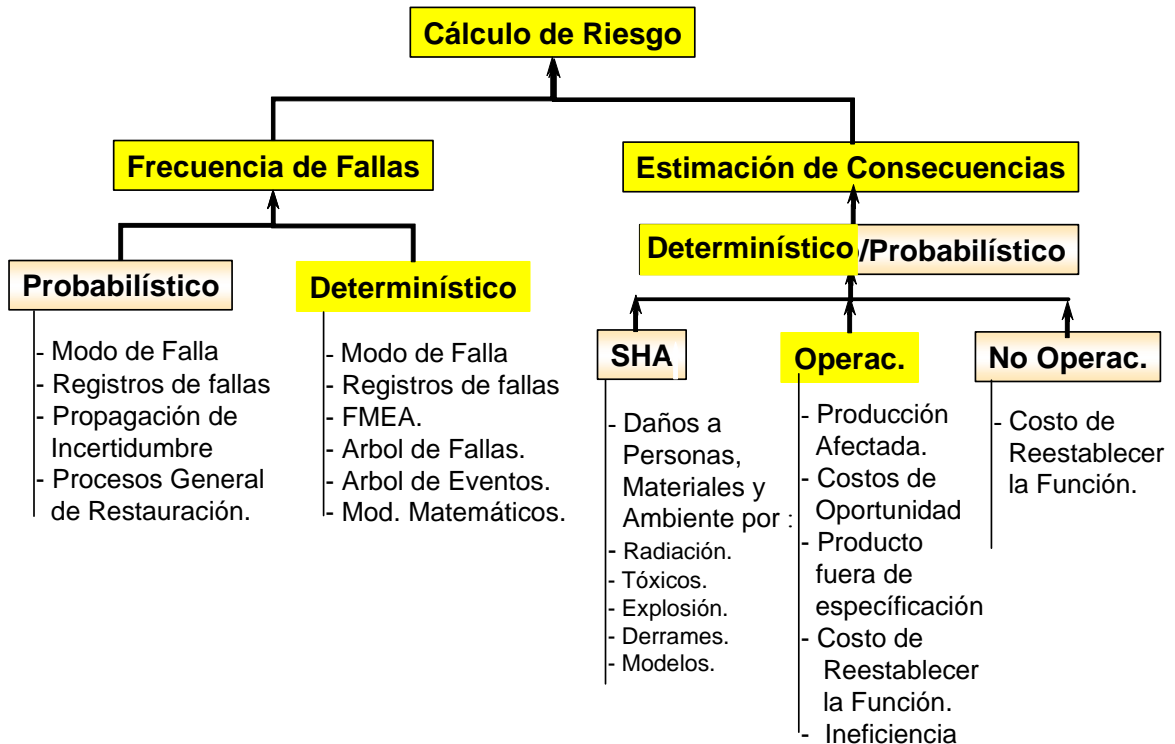 Cálculo de Riesgo
Frecuencia de Fallas
Estimación de Consecuencias
Probabilístico
- Modo de Falla
- Registros de fallas
- Propagación de
Incertidumbre
- Procesos General
de Restauración.
Determinístico
- Modo de Falla
- Registros de fallas
- FMEA.
- Arbol de Fallas.
- Arbol de Eventos.
- Mod. Matemáticos.
Determinístico/Probabilístico
SHA
- Daños a
Personas,
Materiales y
Ambiente por :
- Radiación.
- Tóxicos.
- Explosión.
- Derrames.
- Modelos.
Operac.
- Producción
Afectada.
- Costos de
Oportunidad
- Producto
fuera de
específicación
- Costo de
Reestablecer
la Función.
- Ineficiencia
No Operac.
- Costo de
Reestablecer
la Función.